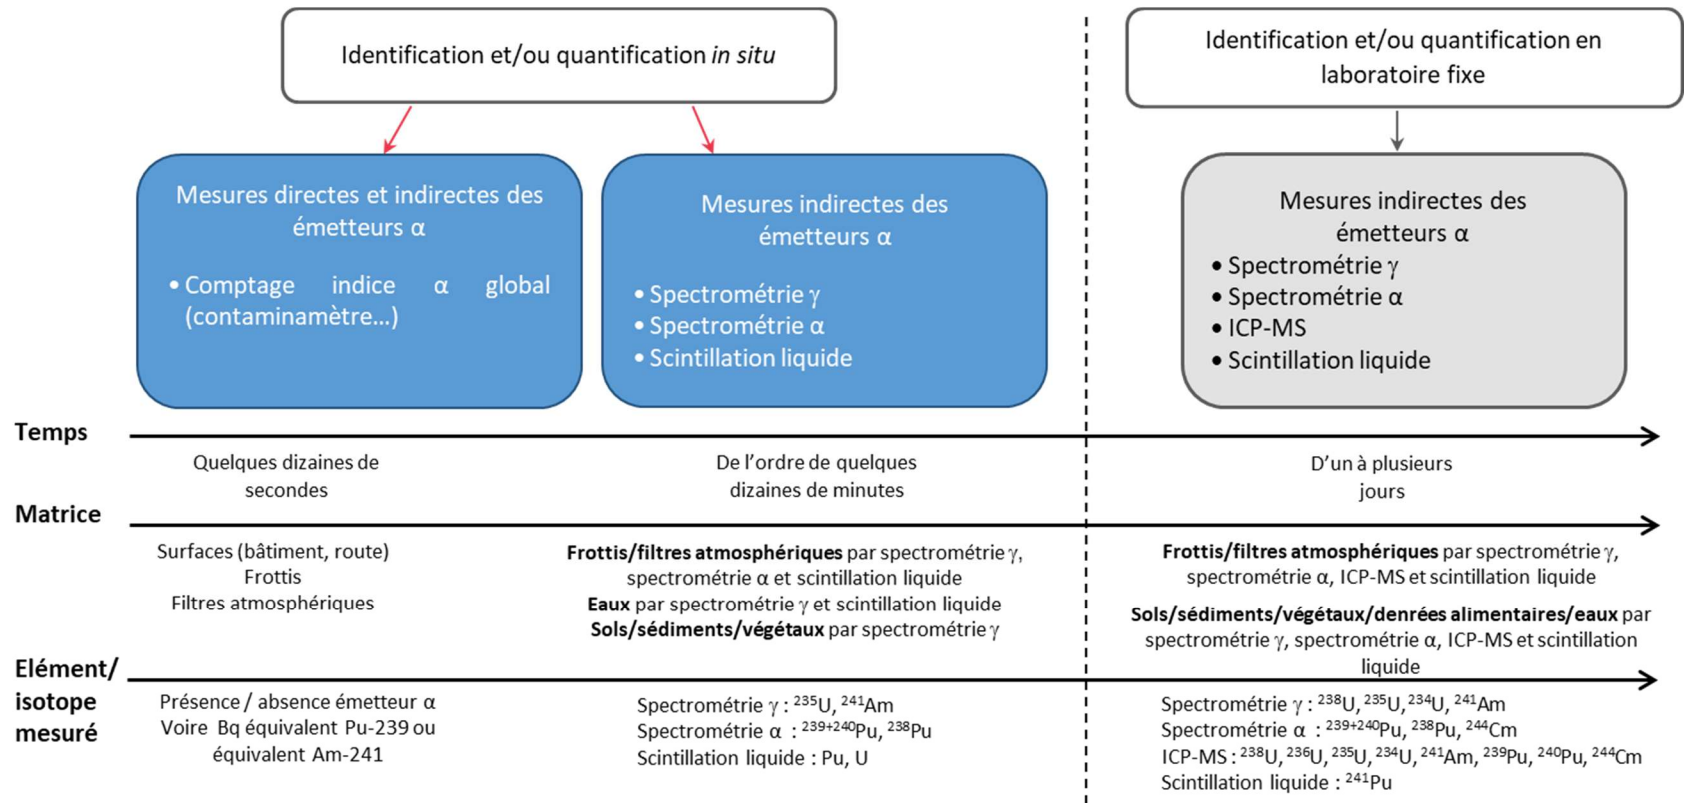 Identification et/ou quantification in situ
Identification et/ou quantification en
laboratoire fixe
Mesures directes et indirectes des
émetteurs α
• Comptage indice α global
(contaminamètre...)
Mesures indirectes des
émetteurs α
• Spectrométrie γ
• Spectrométrie α
• Scintillation liquide
Mesures indirectes des
émetteurs α
• Spectrométrie γ
• Spectrométrie α
• ICP-MS
• Scintillation liquide
Temps
Quelques dizaines de
secondes
De l’ordre de quelques
dizaines de minutes
D’un à plusieurs
jours
Matrice
Surfaces (bâtiment, route)
Frottis
Filtres atmosphériques
Frottis/filtres atmosphériques par spectrométrie γ,
spectrométrie α et scintillation liquide
Eaux par spectrométrie γ et scintillation liquide
Sols/sédiments/végétaux par spectrométrie γ
Frottis/filtres atmosphériques par spectrométrie γ,
spectrométrie α, ICP-MS et scintillation liquide
Sols/sédiments/végétaux/denrées alimentaires/eaux par
spectrométrie γ, spectrométrie α, ICP-MS et scintillation
liquide
Elément/
isotope
mesuré
Présence / absence émetteur α
Voire Bq équivalent Pu-239 ou
équivalent Am-241
Spectrométrie γ : ²³⁵U, ²⁴¹Am
Spectrométrie α : ²³⁹⁺²⁴⁰Pu, ²³⁸Pu
Scintillation liquide : Pu, U
Spectrométrie γ : ²³⁸U, ²³⁵U, ²³⁴U, ²⁴¹Am
Spectrométrie α : ²³⁹⁺²⁴⁰Pu, ²³⁸Pu, ²⁴⁴Cm
ICP-MS : ²³⁸U, ²³⁶U, ²³⁵U, ²³⁴U, ²⁴¹Am, ²³⁹Pu, ²⁴⁰Pu, ²⁴⁴Cm
Scintillation liquide : ²⁴¹Pu